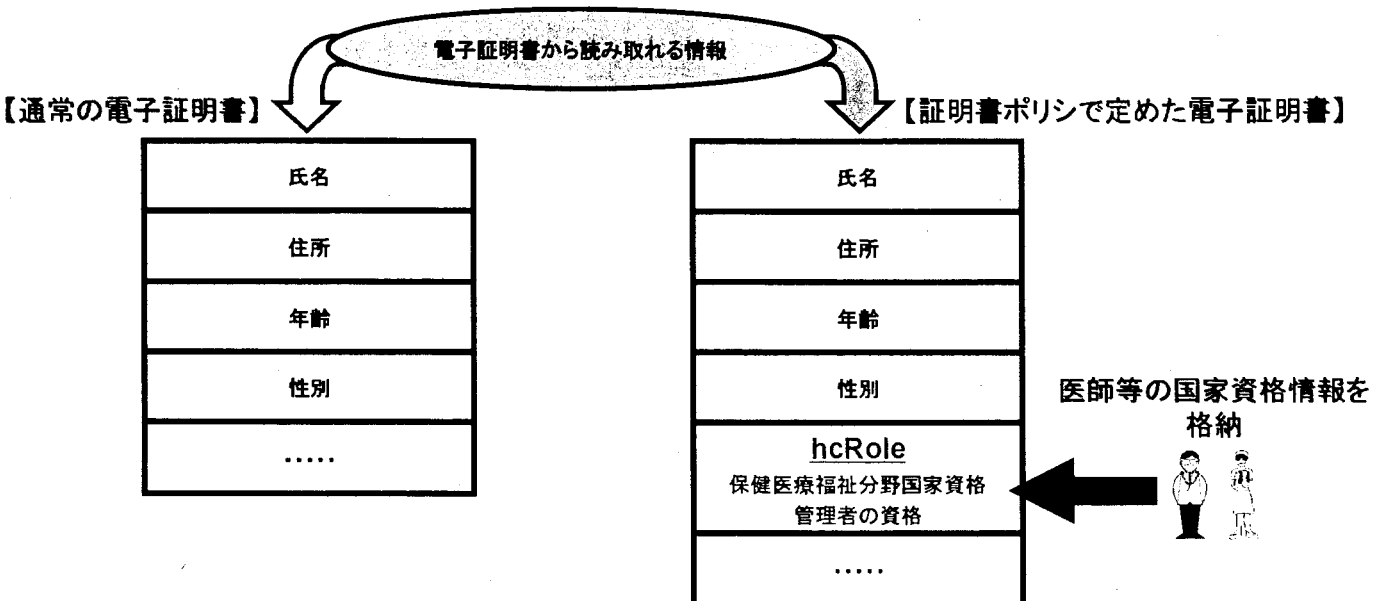 電子証明書から読み取れる情報
【通常の電子証明書】
【証明書ポリシで定めた電子証明書】
氏名
住所
年齢
性別
・・・・・
氏名
住所
年齢
性別
hcRole
保健医療福祉分野国家資格
管理者の資格
・・・・・
医師等の国家資格情報を
格納